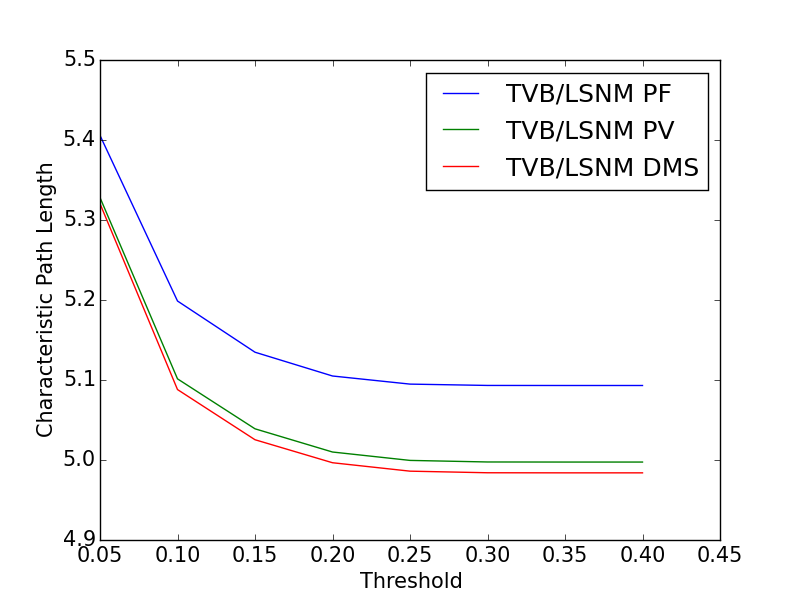 5.5
5.4
5.3
5.2
5.1
5.0
4.9
Characteristic Path Length
TVB/LSNM PF
TVB/LSNM PV
TVB/LSNM DMS
0.05 0.10 0.15 0.20 0.25 0.30 0.35 0.40 0.45
Threshold